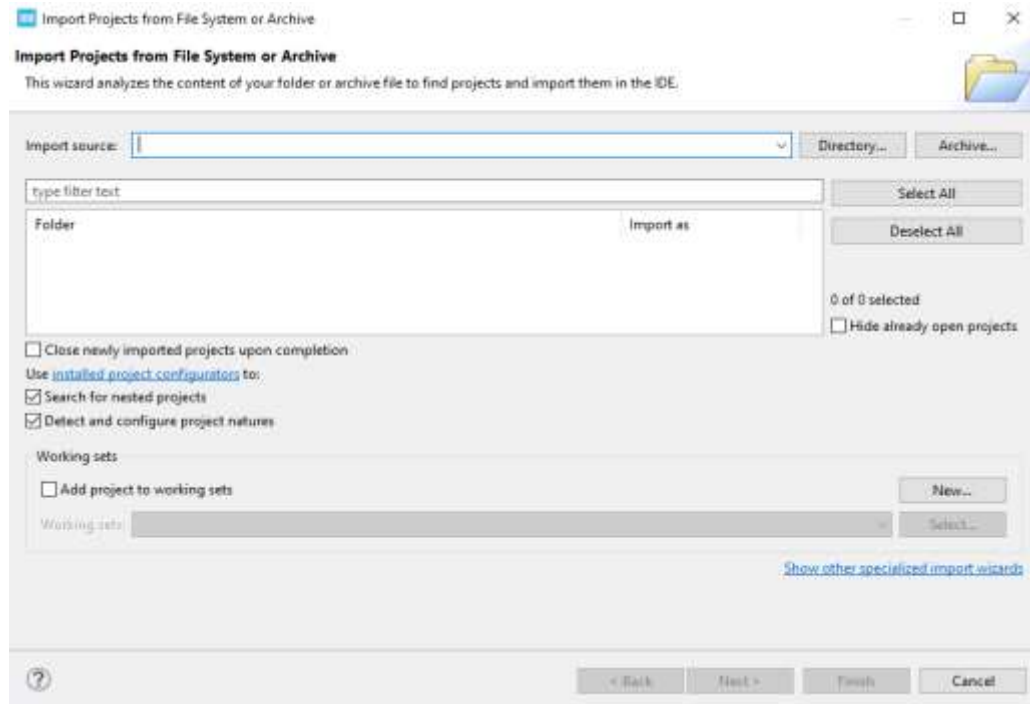 Import Projects from File System or Archive
Import Projects from File System or Archive
This wizard analyzes the content of your folder or archive file to find projects and import them in the IDE.
Import source: Directory... Archive...
type filter text Select All
Folder Import as Deselect All
0 of 0 selected
Hide already open projects
Close newly imported projects upon completion
Use installed project configurators to:
Search for nested projects
Detect and configure project natures
Working sets
Add project to working sets New...
Working sets: Select...
Show other specialized import wizards
? < Back Next > Finish Cancel